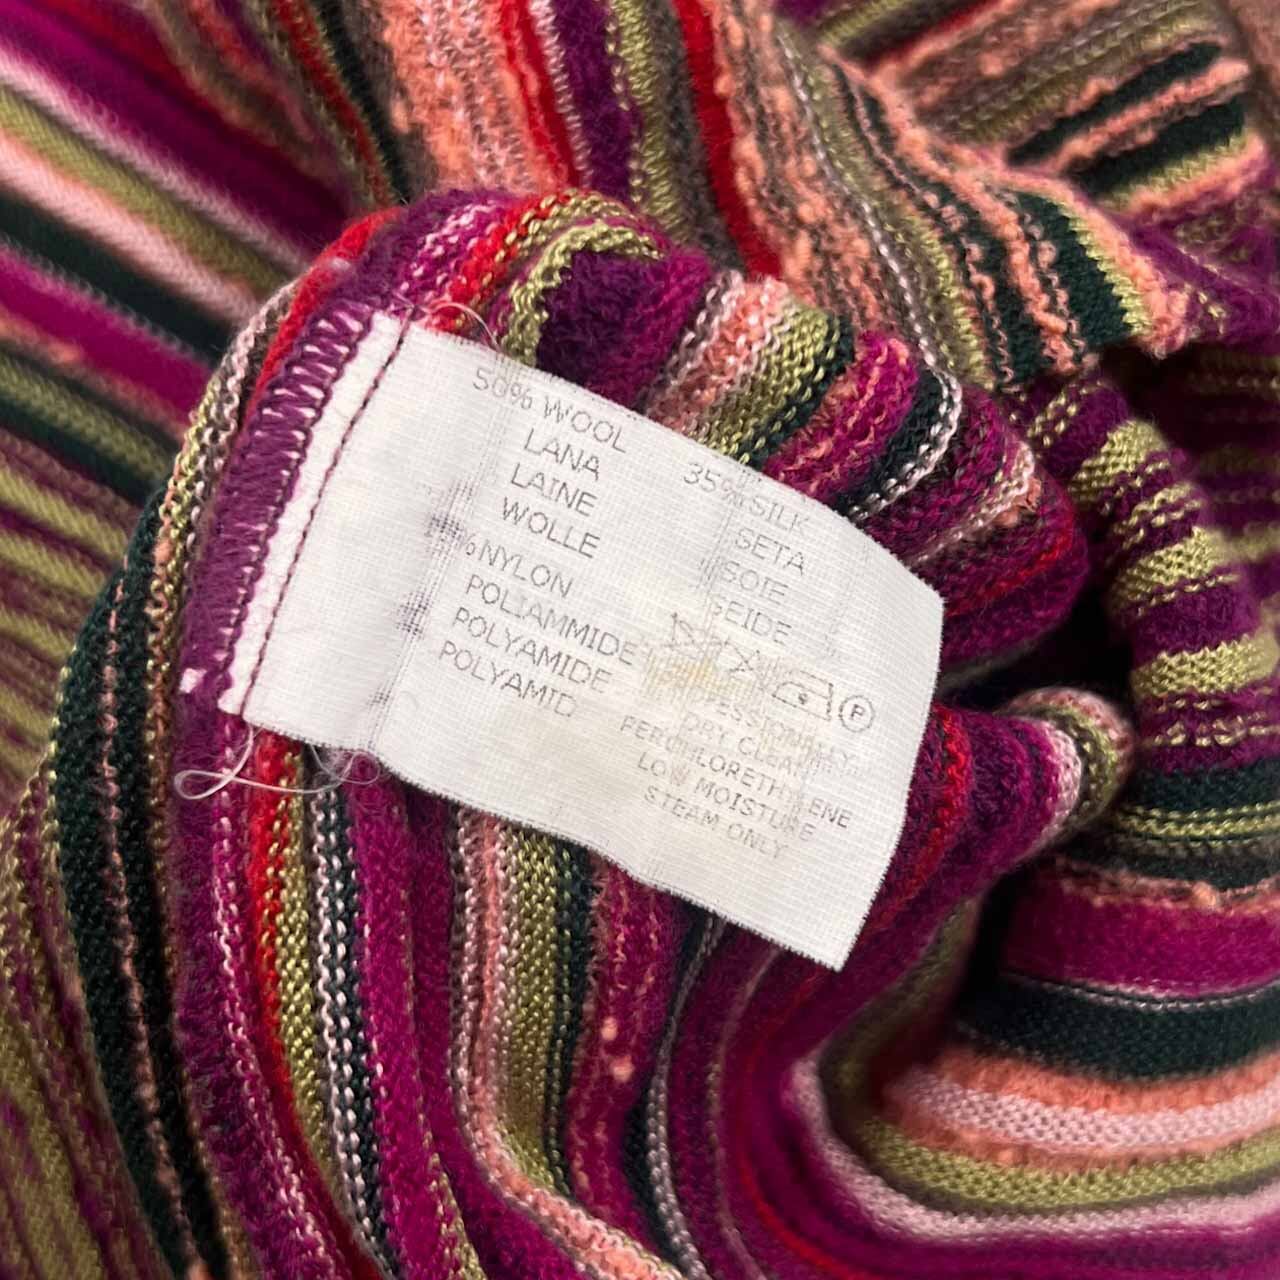 50% WOOL
LANA
LAINE
WOLLE
35% SILK
SETA
SOIE
SEIDE
% NYLON
POLIAMMIDE
POLYAMIDE
POLYAMID
P
PROFESSIONALLY
DRY CLEAN
PERCHLORETHYLENE
LOW MOISTURE
STEAM ONLY